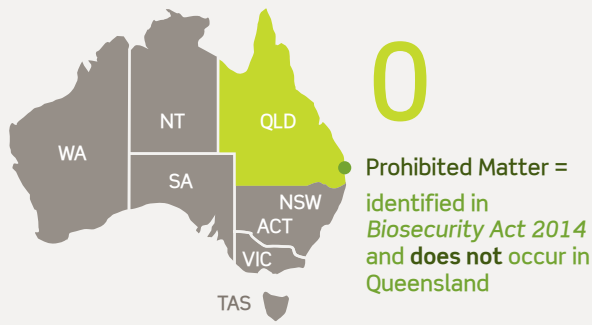 0
WA
NT
QLD
SA
NSW
ACT
VIC
TAS
Prohibited Matter =
identified in
Biosecurity Act 2014
and does not occur in
Queensland